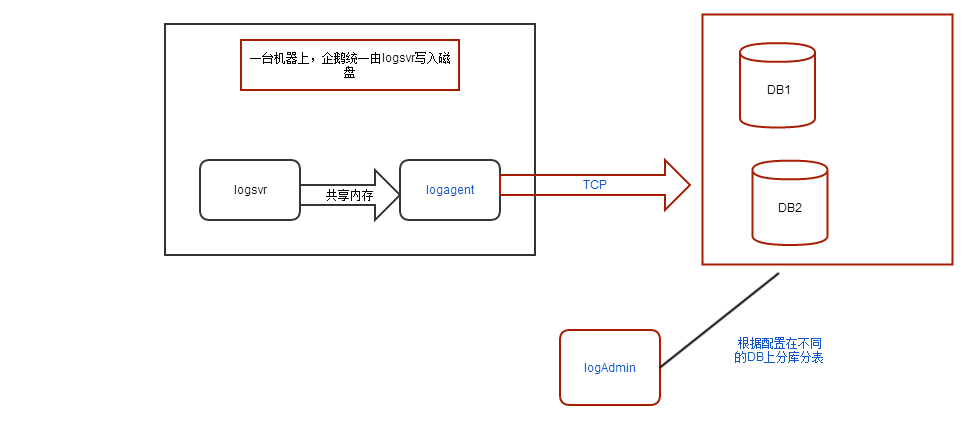 一台机器上，企鹅统一由logsvr写入磁
盘
DB1
logsvr
共享内存
logagent
TCP
DB2
根据配置在不同
的DB上分库分表
logAdmin